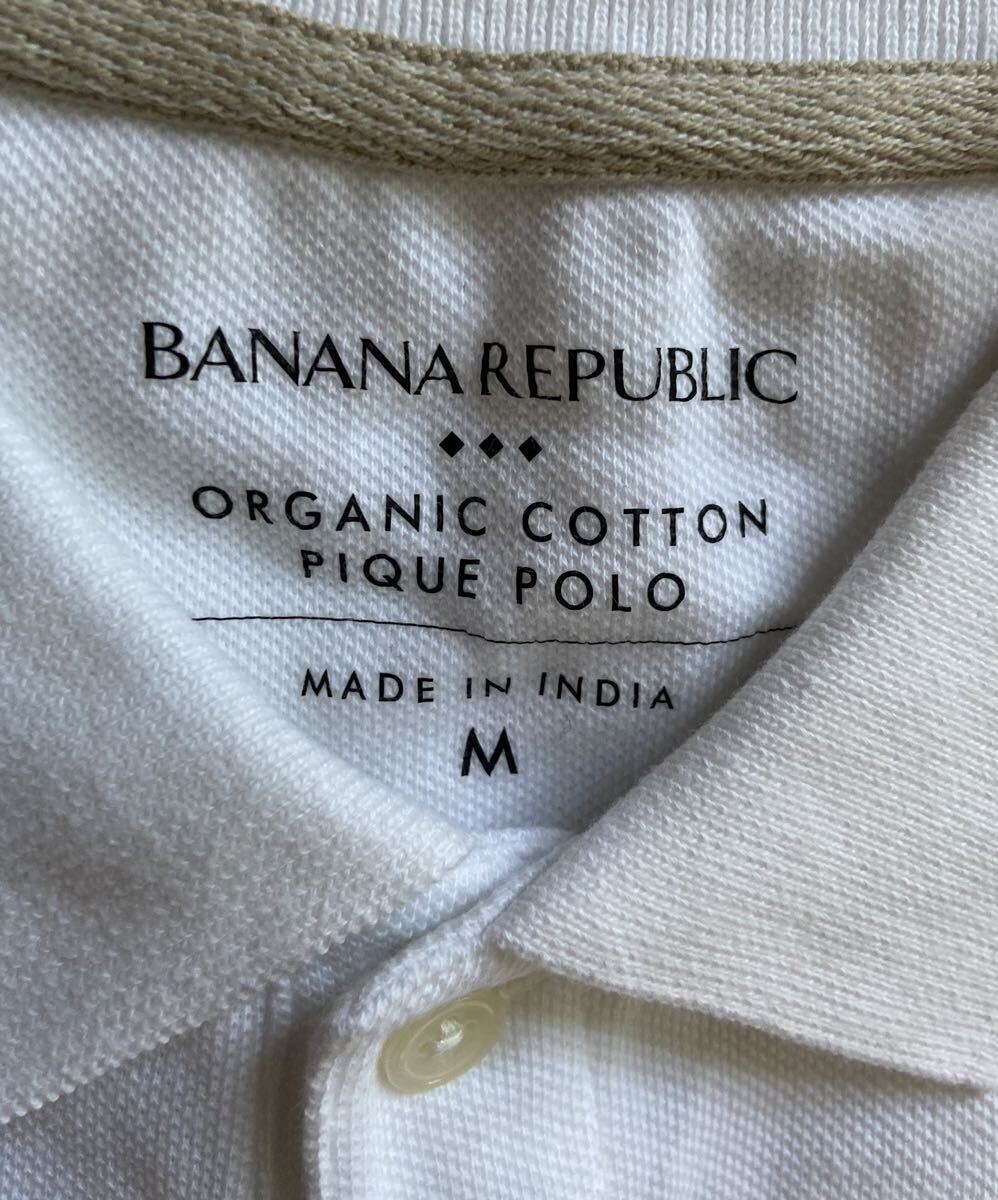 BANANA REPUBLIC
ORGANIC COTTON
PIQUE POLO
MADE IN INDIA
M